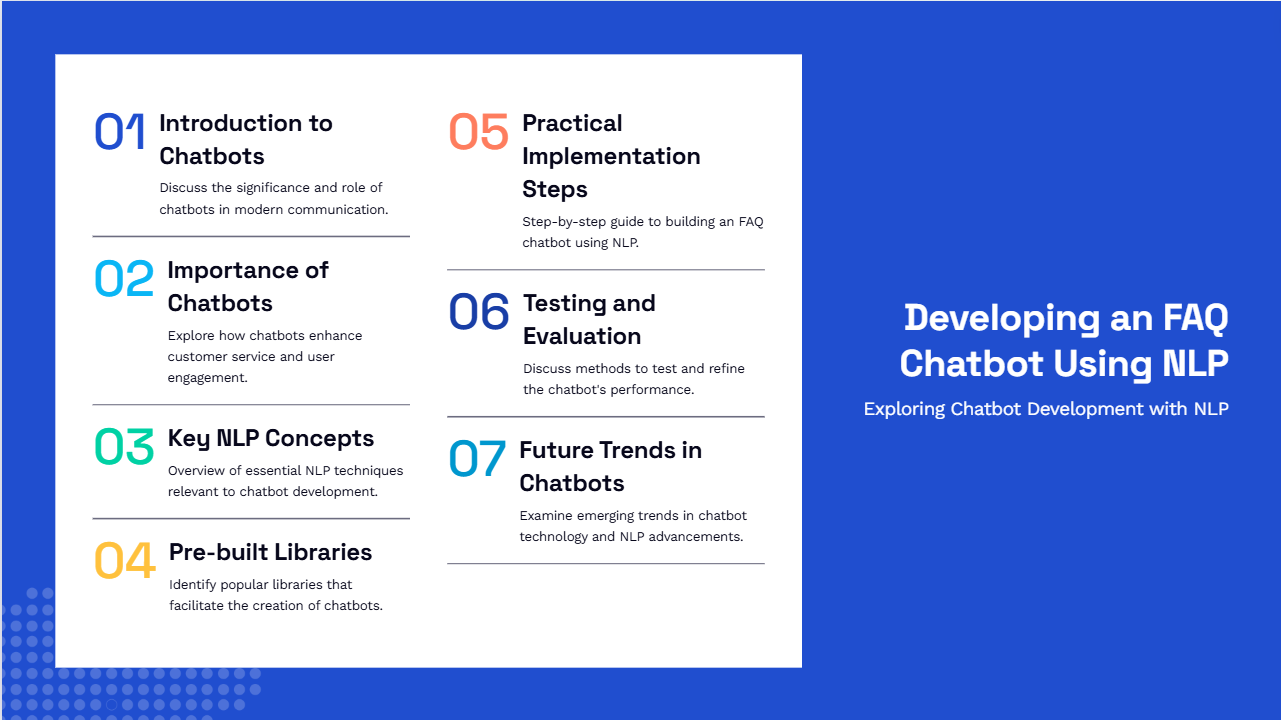 01 Introduction to
Chatbots
Discuss the significance and role of
chatbots in modern communication.
02 Importance of
Chatbots
Explore how chatbots enhance
customer service and user
engagement.
03 Key NLP Concepts
Overview of essential NLP techniques
relevant to chatbot development.
04 Pre-built Libraries
Identify popular libraries that
facilitate the creation of chatbots.
05 Practical
Implementation
Steps
Step-by-step guide to building an FAQ
chatbot using NLP.
06 Testing and
Evaluation
Discuss methods to test and refine
the chatbot's performance.
07 Future Trends in
Chatbots
Examine emerging trends in chatbot
technology and NLP advancements.
Developing an FAQ
Chatbot Using NLP
Exploring Chatbot Development with NLP